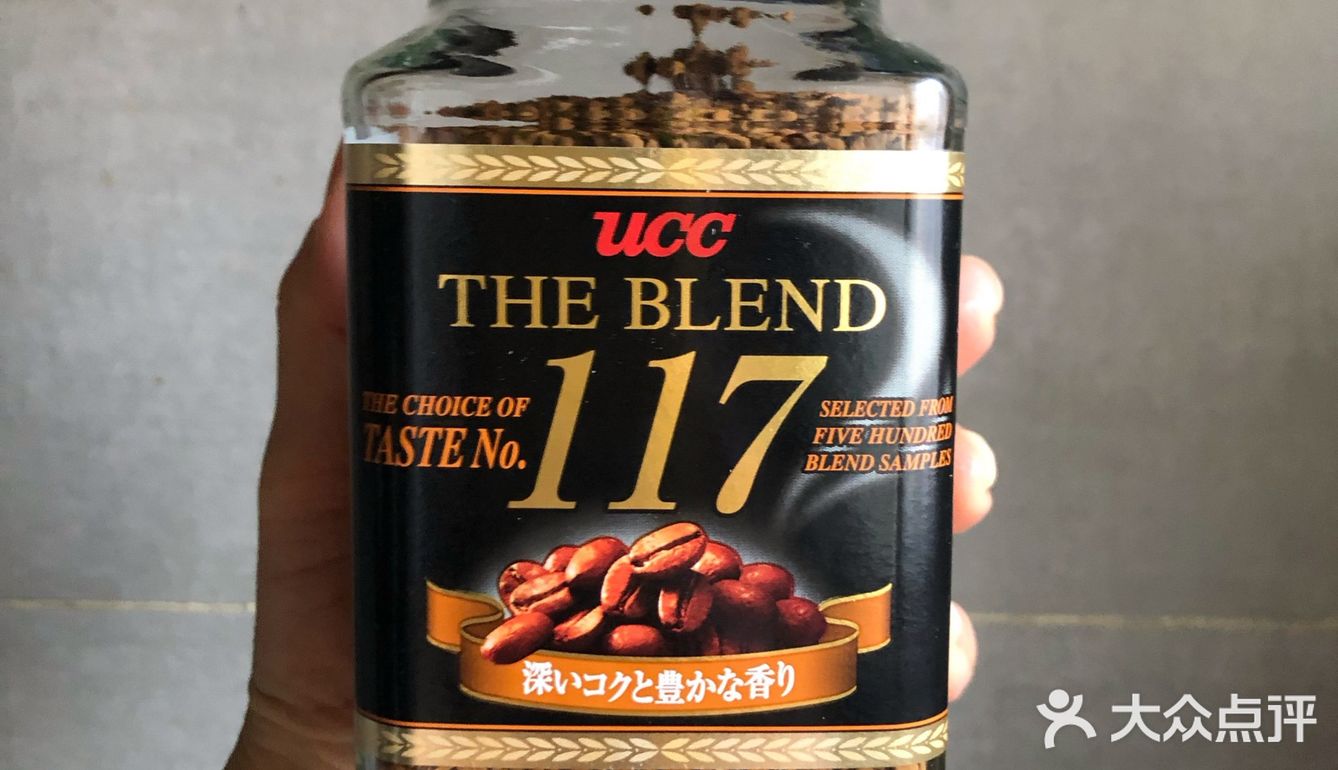 UCC
THE BLEND
117
THE CHOICE OF
TASTE No.
SELECTED FROM
FIVE HUNDRED
BLEND SAMPLES
深いコクと豊かな香り
大众点评